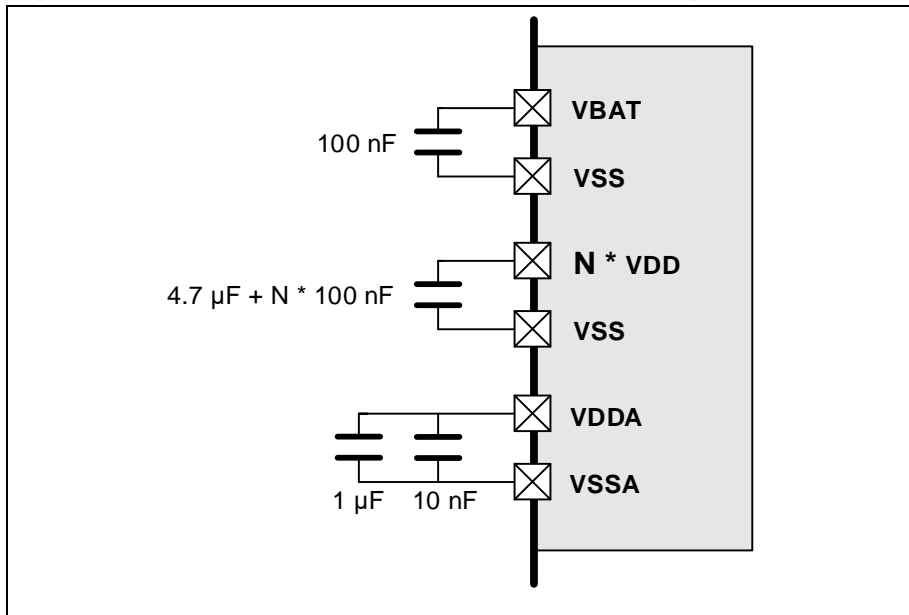 VBAT
100 nF
VSS
N * VDD
4.7 µF + N * 100 nF
VSS
VDDA
VSSA
1 µF 10 nF